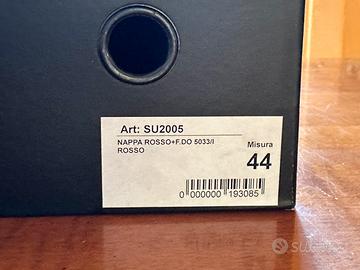 Art: SU2005
NAPPA ROSSO+F.DO 5033/I
ROSSO
Misura
44
0 000000 193085
subito